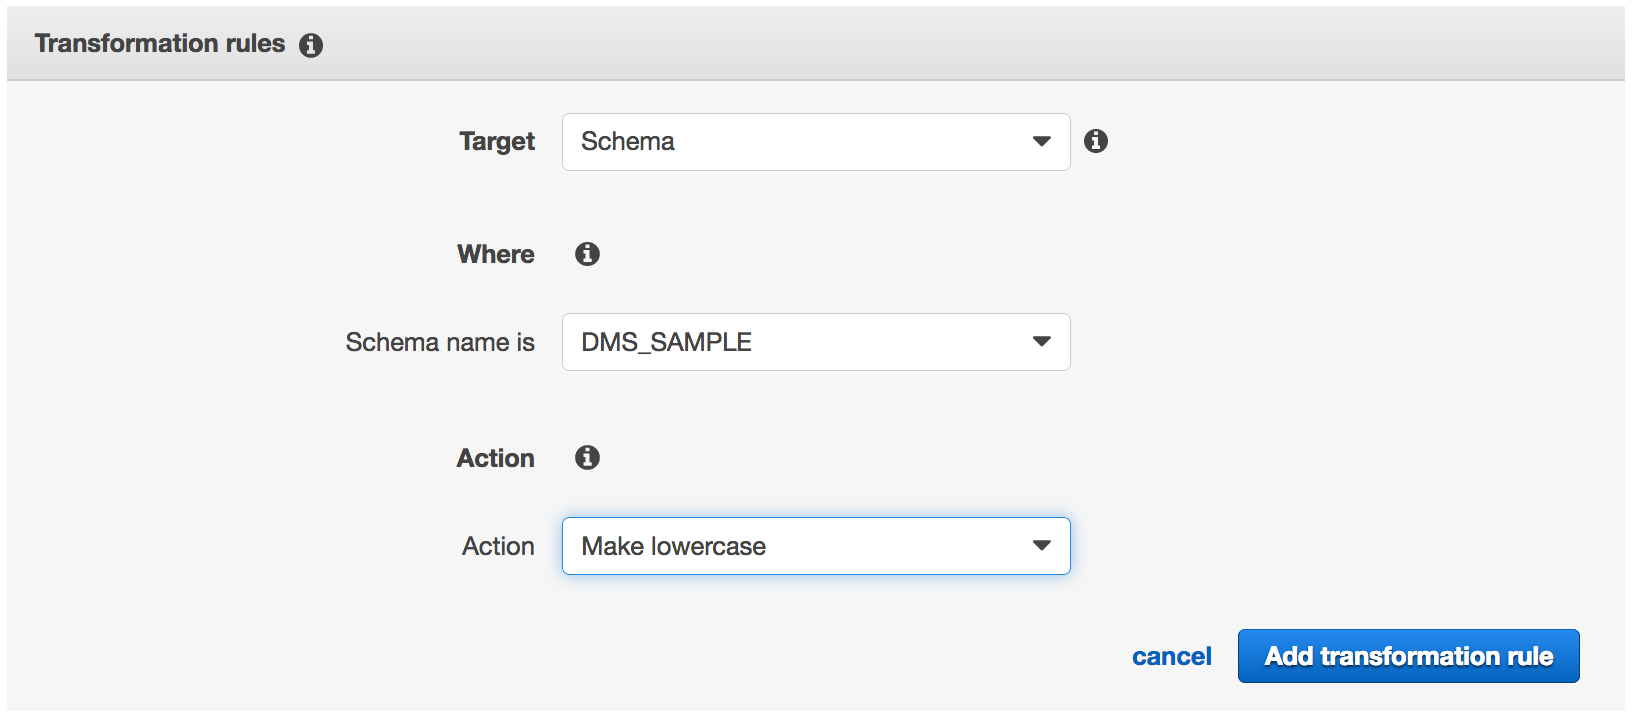 Transformation rules
Target Schema
Where
Schema name is DMS_SAMPLE
Action
Action Make lowercase
cancel Add transformation rule